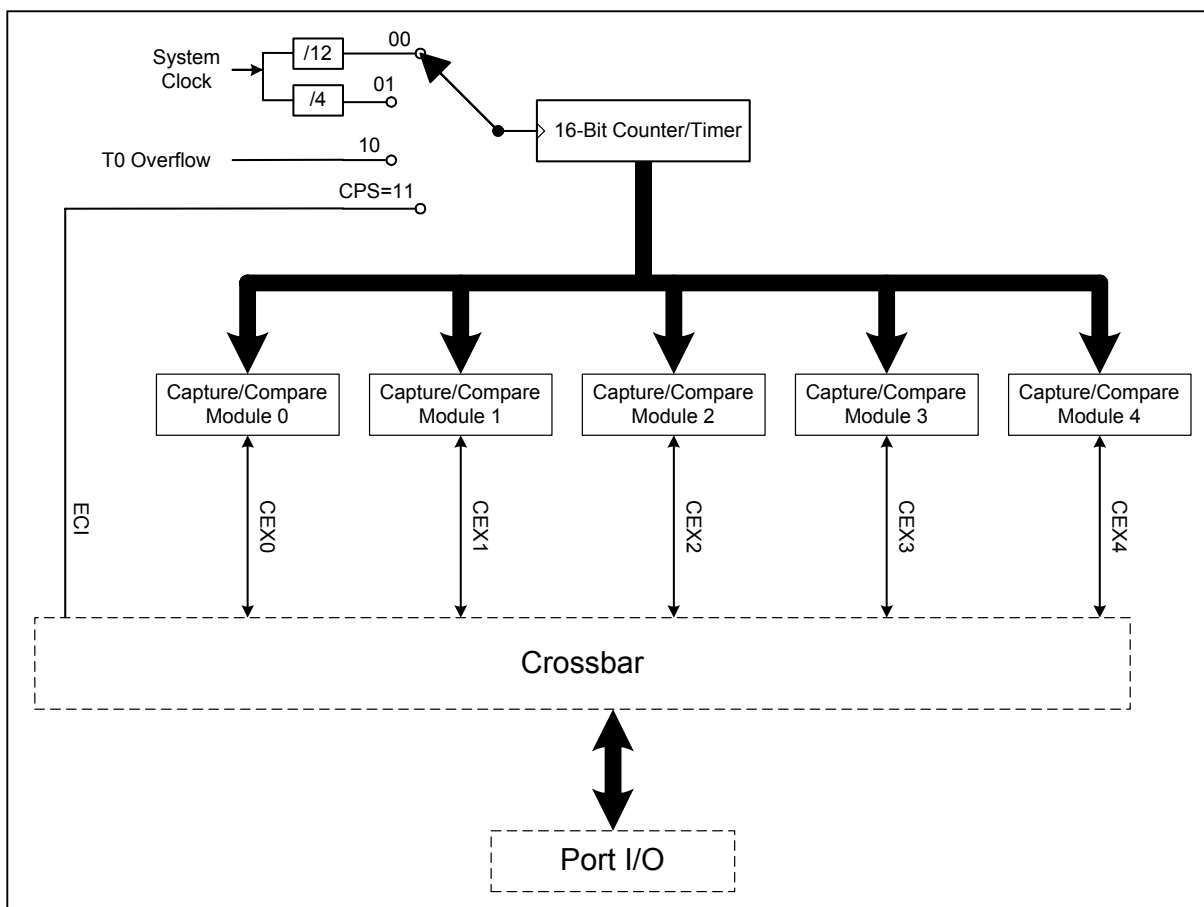 System
Clock
/12
00
/4
01
T0 Overflow
10
CPS=11
16-Bit Counter/Timer
Capture/Compare
Module 0
Capture/Compare
Module 1
Capture/Compare
Module 2
Capture/Compare
Module 3
Capture/Compare
Module 4
ECI
CEX0
CEX1
CEX2
CEX3
CEX4
Crossbar
Port I/O